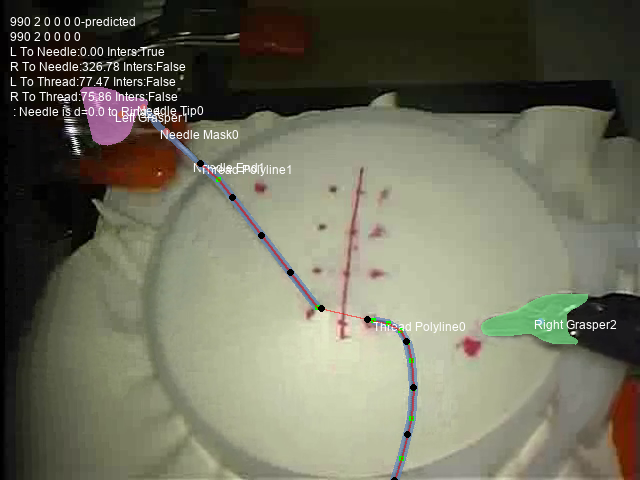 990 2 0 0 0 0-predicted
990 2 0 0 0 0
L To Needle:0.00 Inters:True
R To Needle:326.78 Inters:False
L To Thread:77.47 Inters:False
R To Thread:75.86 Inters:False
: Needle is d=0.0 to
Tip0
Left Grasper1
Needle Mask0
Thread Polyline1
Thread Polyline0
Right Grasper2